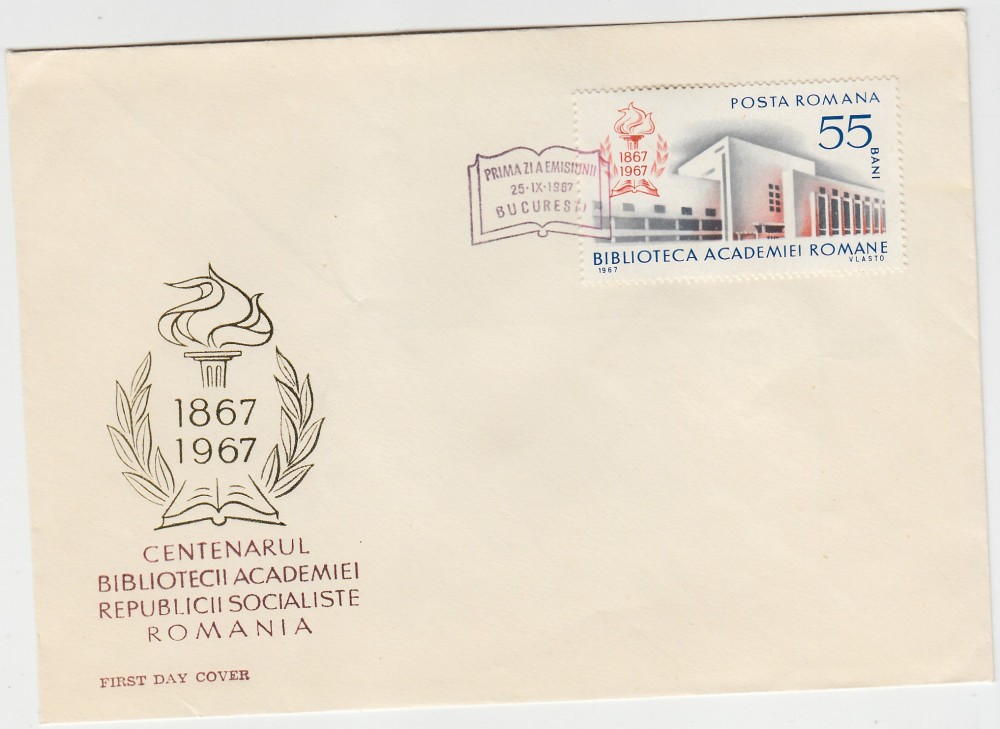 POSTA ROMANA
55
BANI
1867
1967
BIBLIOTECA ACADEMIEI ROMANE
1967
VLASTO
PRIMA ZI A EMISIUNII
25·IX·1967
BUCURESTI
1867
1967
CENTENARUL
BIBLIOTECII ACADEMIEI
REPUBLICII SOCIALISTE
ROMANIA
FIRST DAY COVER